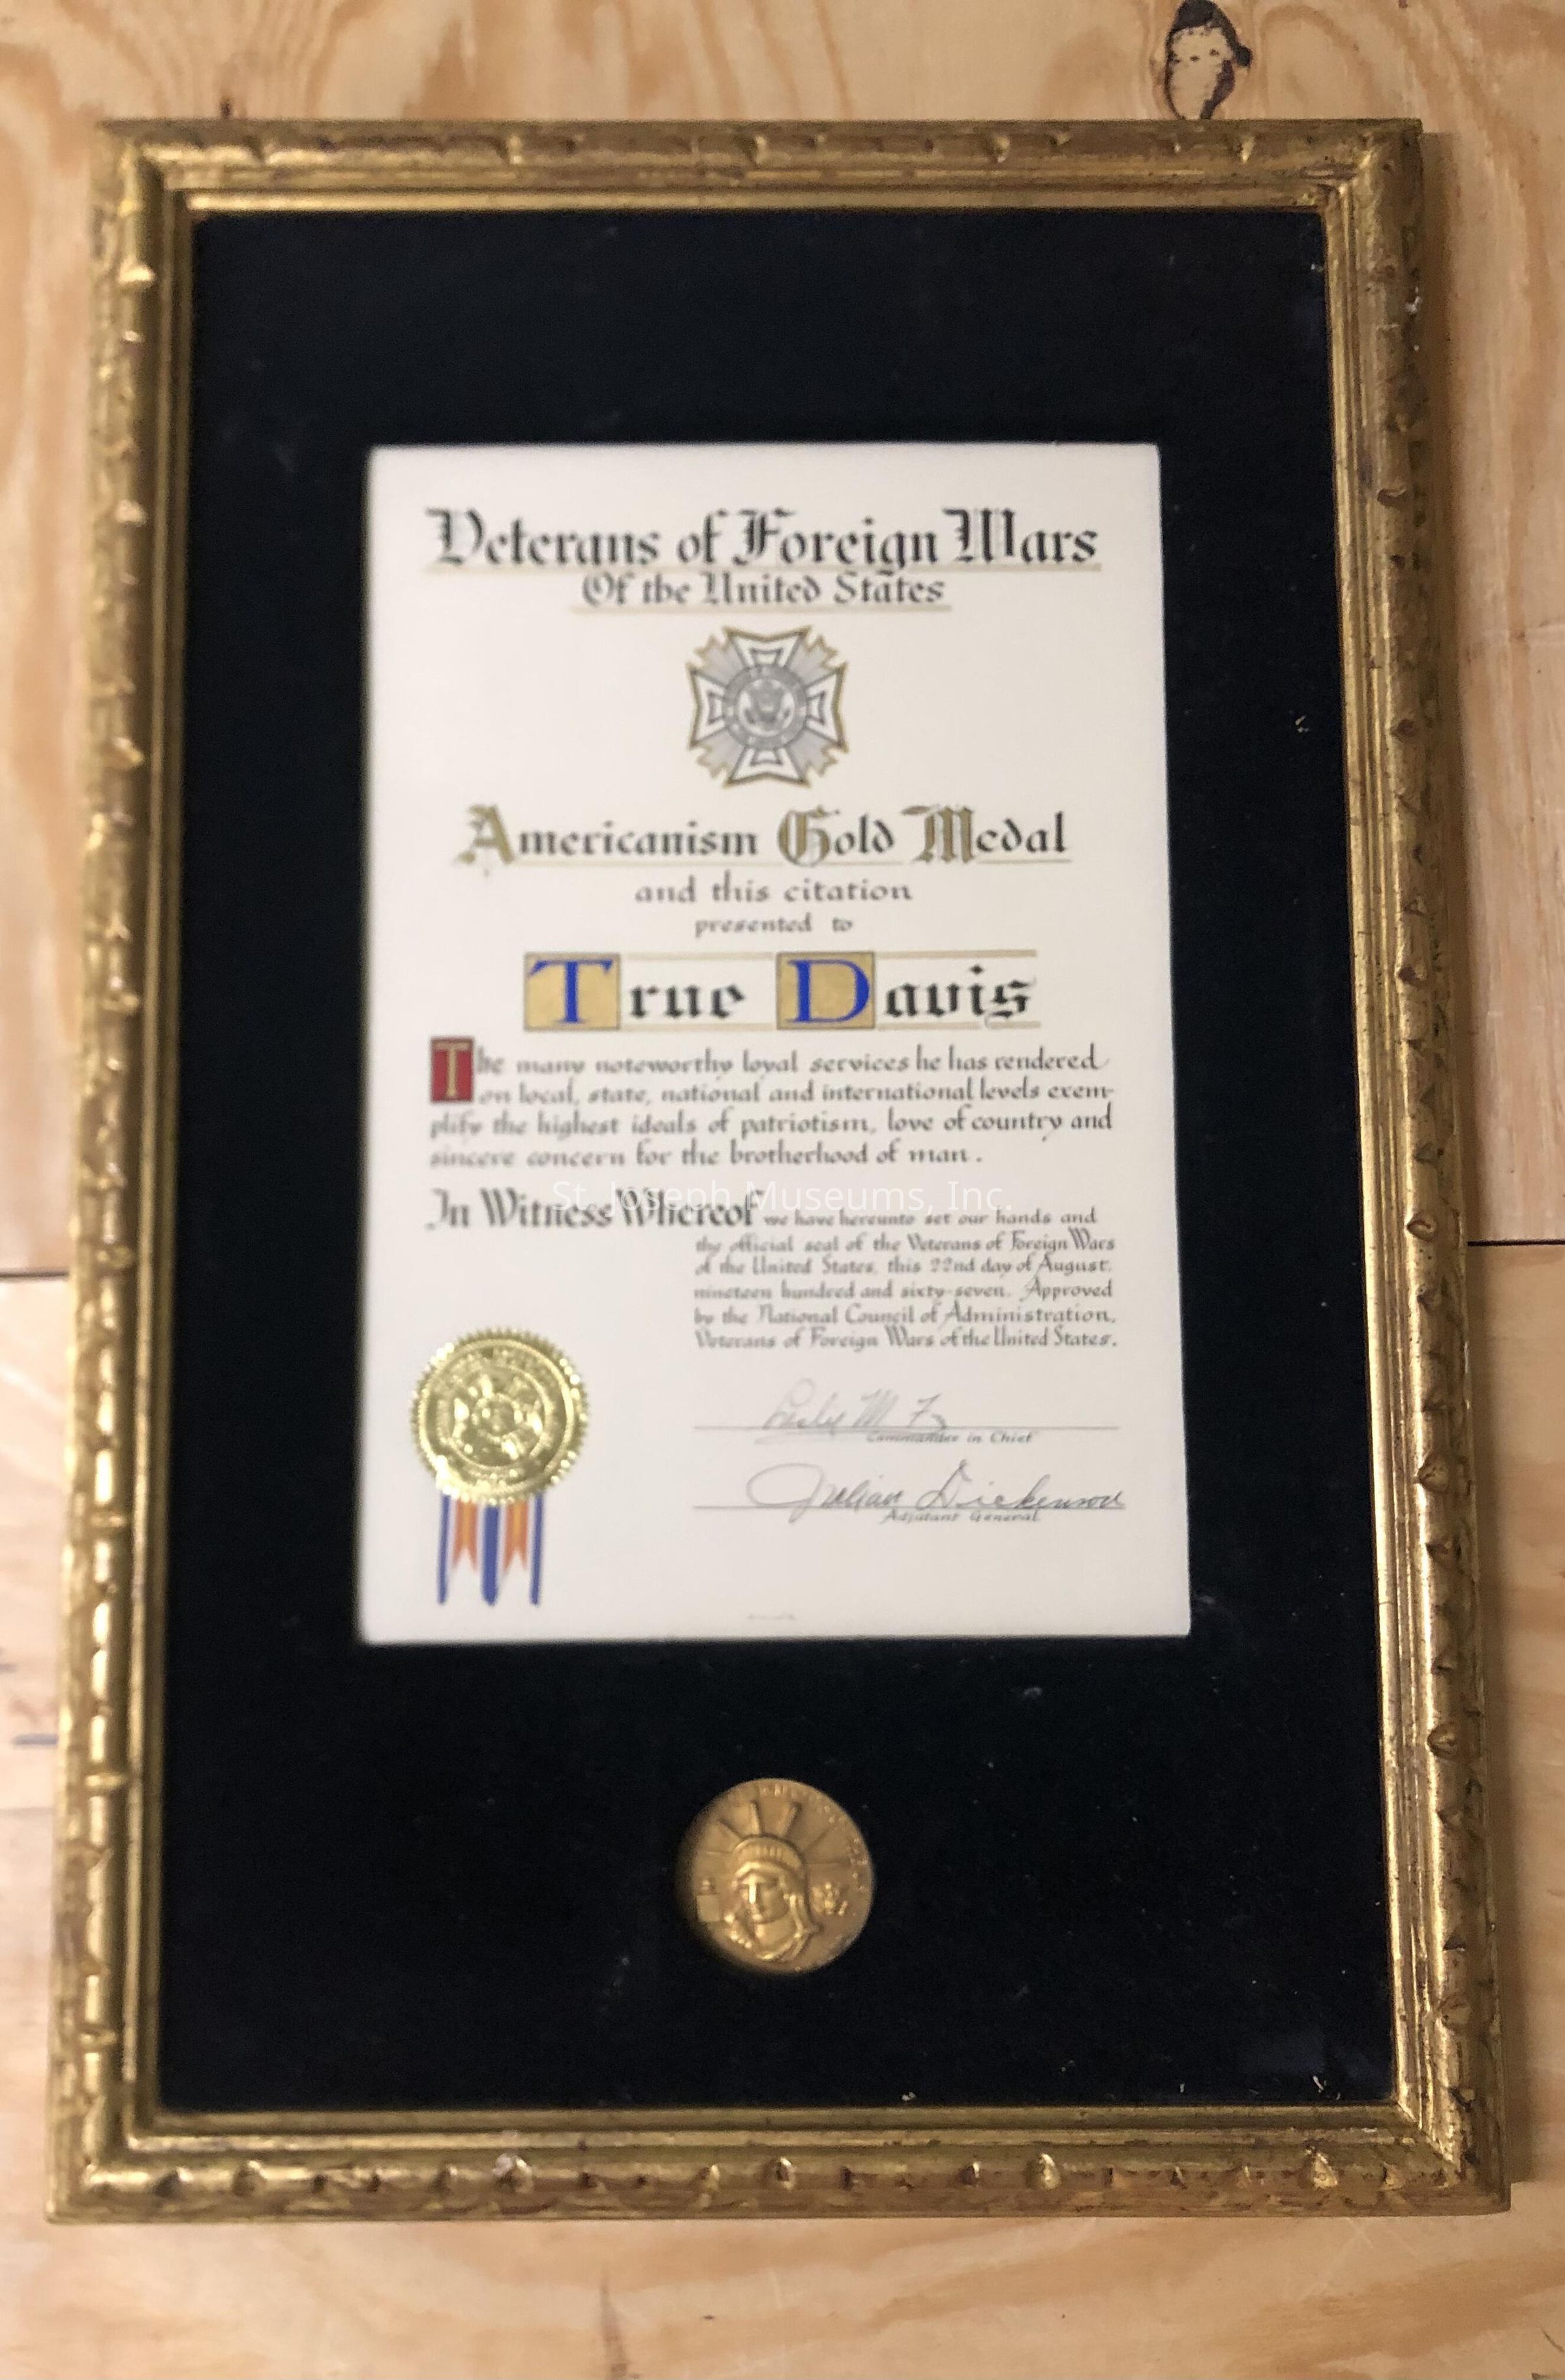 Veterans of Foreign Wars
Of the United States
Americanism Gold Medal
and this citation
presented to
True Davis
The many noteworthy loyal services he has rendered
on local, state, national and international levels exem-
plify the highest ideals of patriotism, love of country and
sincere concern for the brotherhood of man.
St. Joseph Museums, Inc.
In Witness Whereof we have hereunto set our hands and
the official seal of the Veterans of Foreign Wars
of the United States, this 22nd day of August,
nineteen hundred and sixty-seven. Approved
by the National Council of Administration,
Veterans of Foreign Wars of the United States.
Commander in Chief
Julian Dickenson
Adjutant General